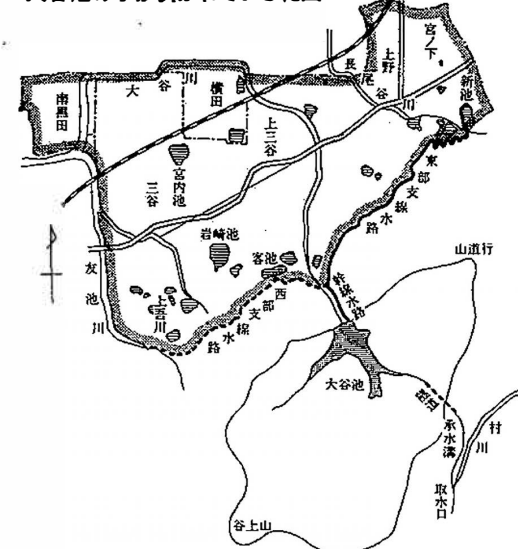 宮ノ下
上野
長尾谷川
新池
大谷川
横田
南黒田
上三谷
宮内池
三谷
東部支線水路
岩崎池
客池
山道行
友池川
上吾川
西部支線水路
幹線水路
大谷池
承水溝
村川
取水口
谷上山